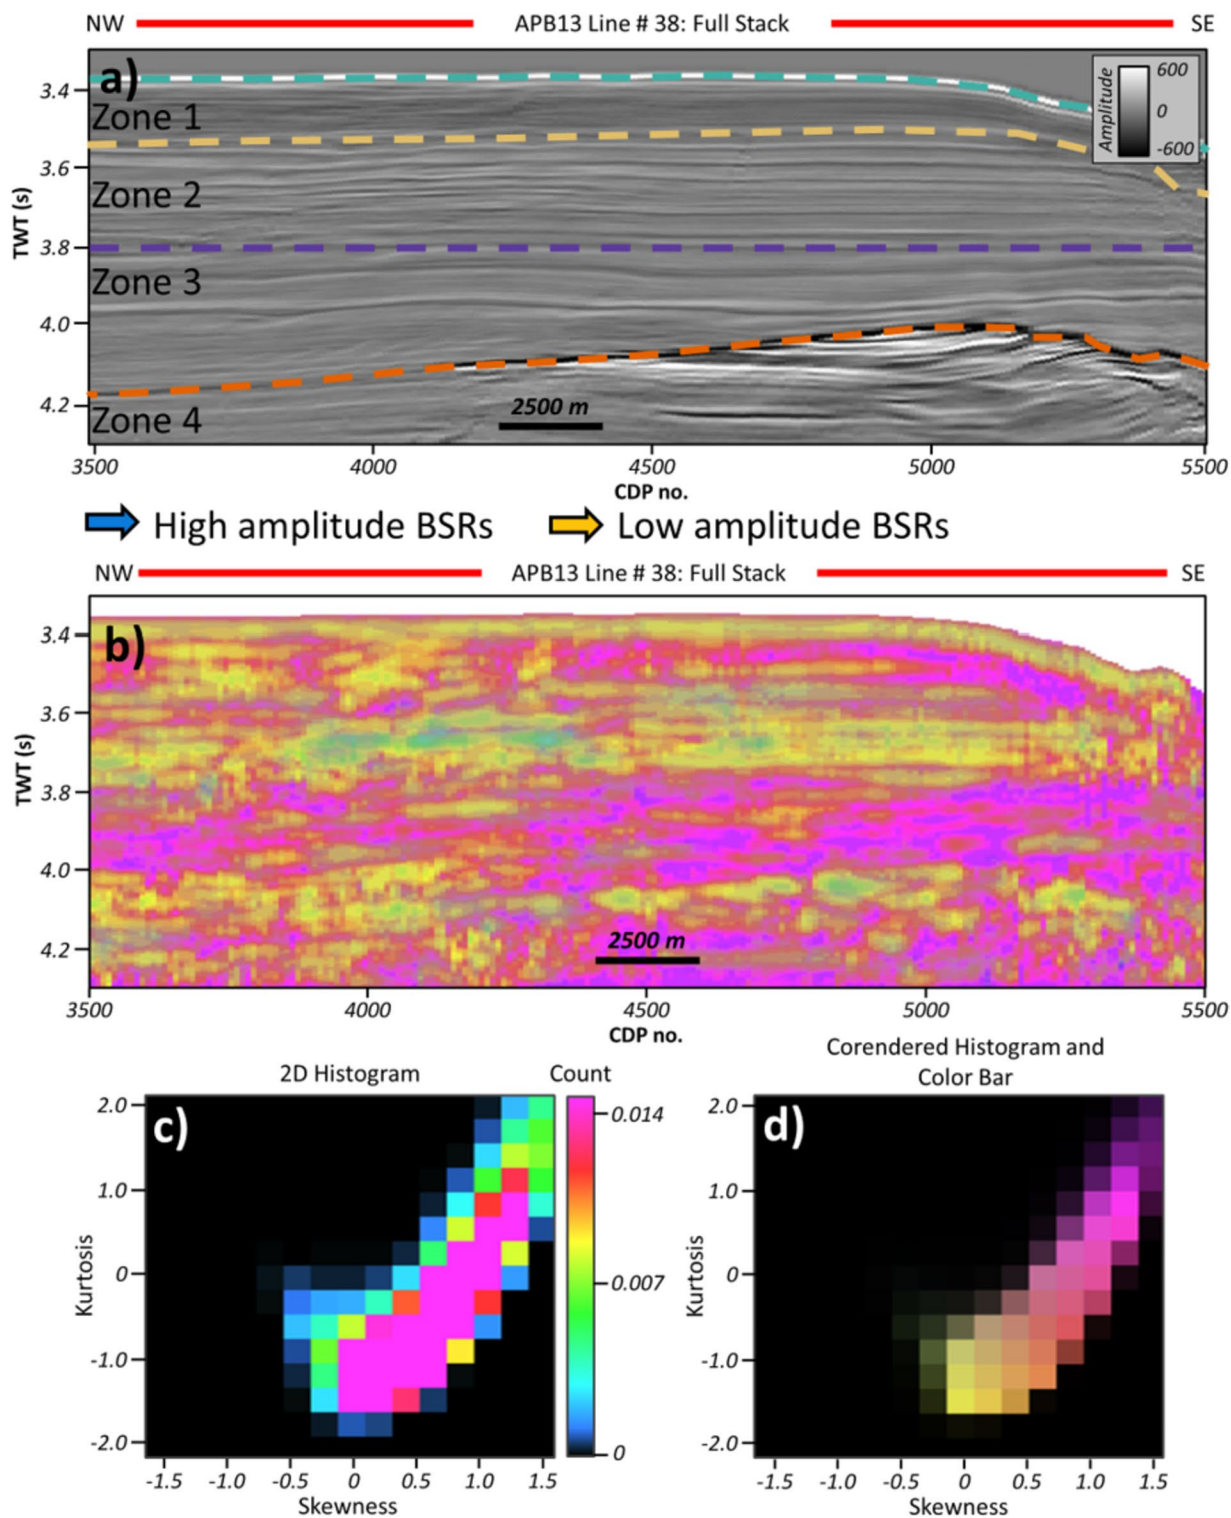 NW APB13 Line # 38: Full Stack SE
a)
Zone 1
Zone 2
Zone 3
Zone 4
Amplitude
600
0
-600
TWT (s)
3.4
3.6
3.8
4.0
4.2
2500 m
3500 4000 4500 5000 5500
CDP no.
High amplitude BSRs Low amplitude BSRs
NW APB13 Line # 38: Full Stack SE
b)
TWT (s)
3.4
3.6
3.8
4.0
4.2
2500 m
3500 4000 4500 5000 5500
CDP no.
2D Histogram
Count
c)
Kurtosis
2.0
1.0
0
-1.0
-2.0
-1.5 -1.0 -0.5 0 0.5 1.0 1.5
Skewness
0.014
0.007
0
Corendered Histogram and
Color Bar
d)
Kurtosis
2.0
1.0
0
-1.0
-2.0
-1.5 -1.0 -0.5 0 0.5 1.0 1.5
Skewness